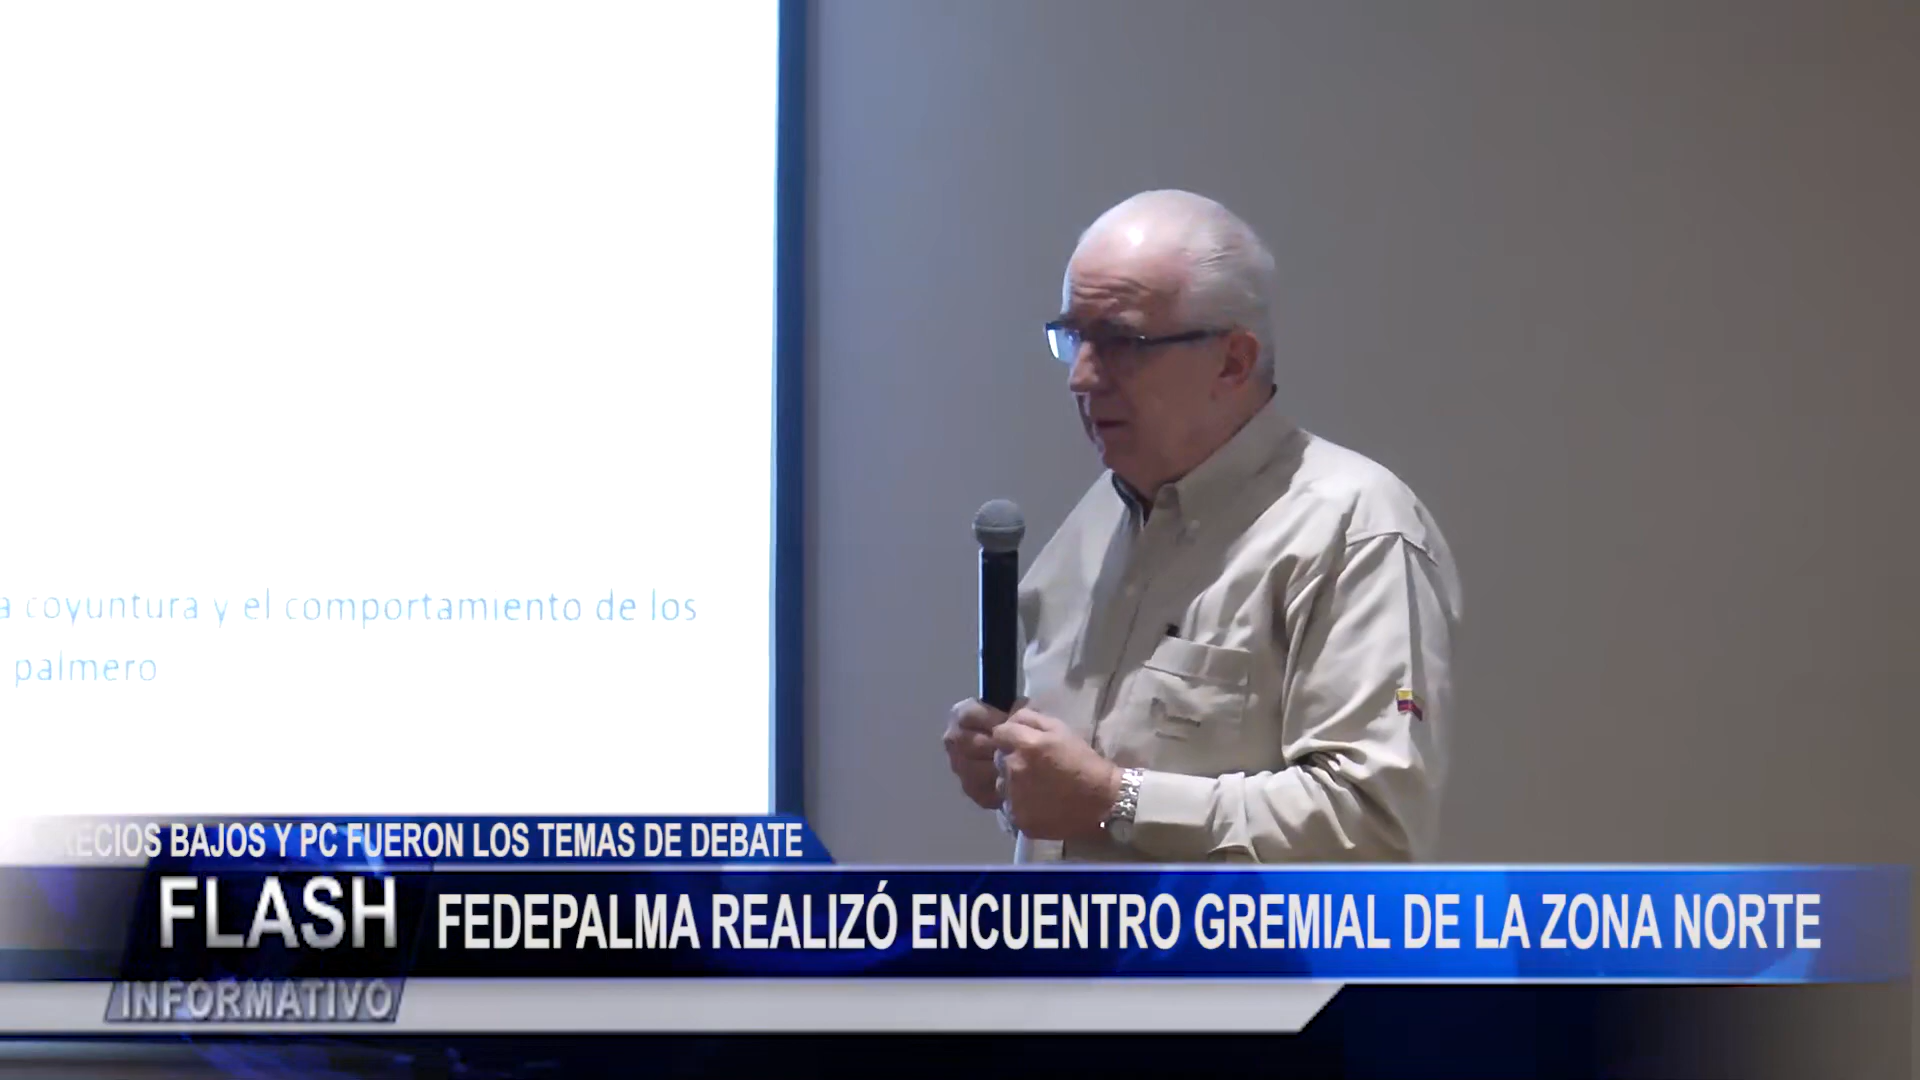 coyuntura y el comportamiento de los
palmero
BAJOS Y PC FUERON LOS TEMAS DE DEBATE
FLASH
FEDEPALMA REALIZÓ ENCUENTRO GREMIAL DE LA ZONA NORTE
INFORMATIVO